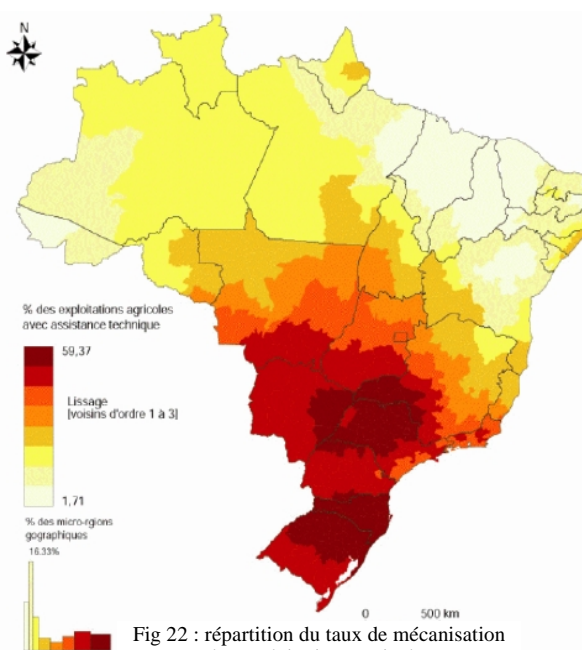 N
% des exploitations agricoles
avec assistance technique
59,37
Lissage
[voisins d'ordre 1 à 3]
1,71
% des micro-rgions
gographiques
16.33%
0 500 km
Fig 22 : répartition du taux de mécanisation